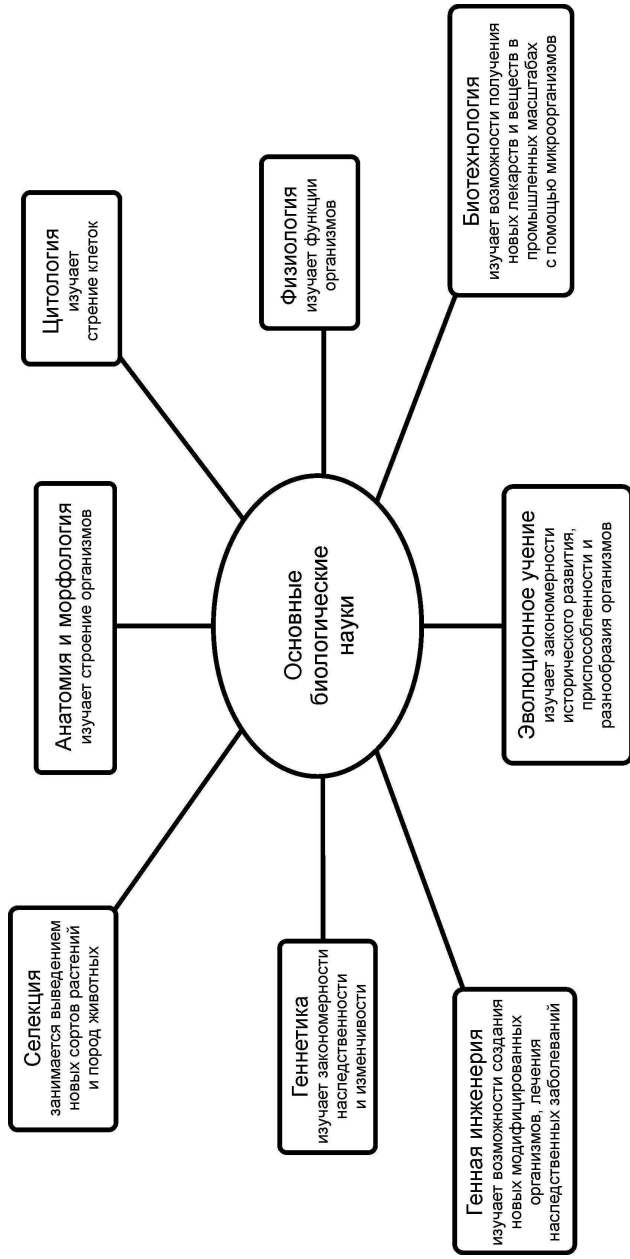 Селекция
занимается выведением
новых сортов растений
и пород животных
Анатомия и морфология
изучает строение организмов
Цитология
изучает
стрение клеток
Геннетика
изучает закономерности
наследственности
и изменчивости
Основные
биологические
науки
Физиология
изучает функции
организмов
Генная инженерия
изучает возможности создания
новых модифицированных
организмов, лечения
наследственных заболеваний
Эволюционное учение
изучает закономерности
исторического развития,
приспособленности и
разнообразия организмов
Биотехнология
изучает возможности получения
новых лекарств и веществ в
промышленных масштабах
с помощью микроорганизмов